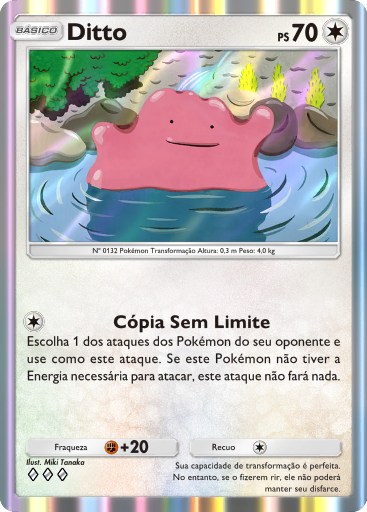 BÁSICO Ditto PS 70
Nº 0132 Pokémon Transformação Altura: 0,3 m Peso: 4,0 kg
Cópia Sem Limite
Escolha 1 dos ataques dos Pokémon do seu oponente e
use como este ataque. Se este Pokémon não tiver a
Energia necessária para atacar, este ataque não fará nada.
Fraqueza +20 Recuo
Ilust. Miki Tanaka
Sua capacidade de transformação é perfeita.
No entanto, se o fizerem rir, ele não poderá
manter seu disfarce.